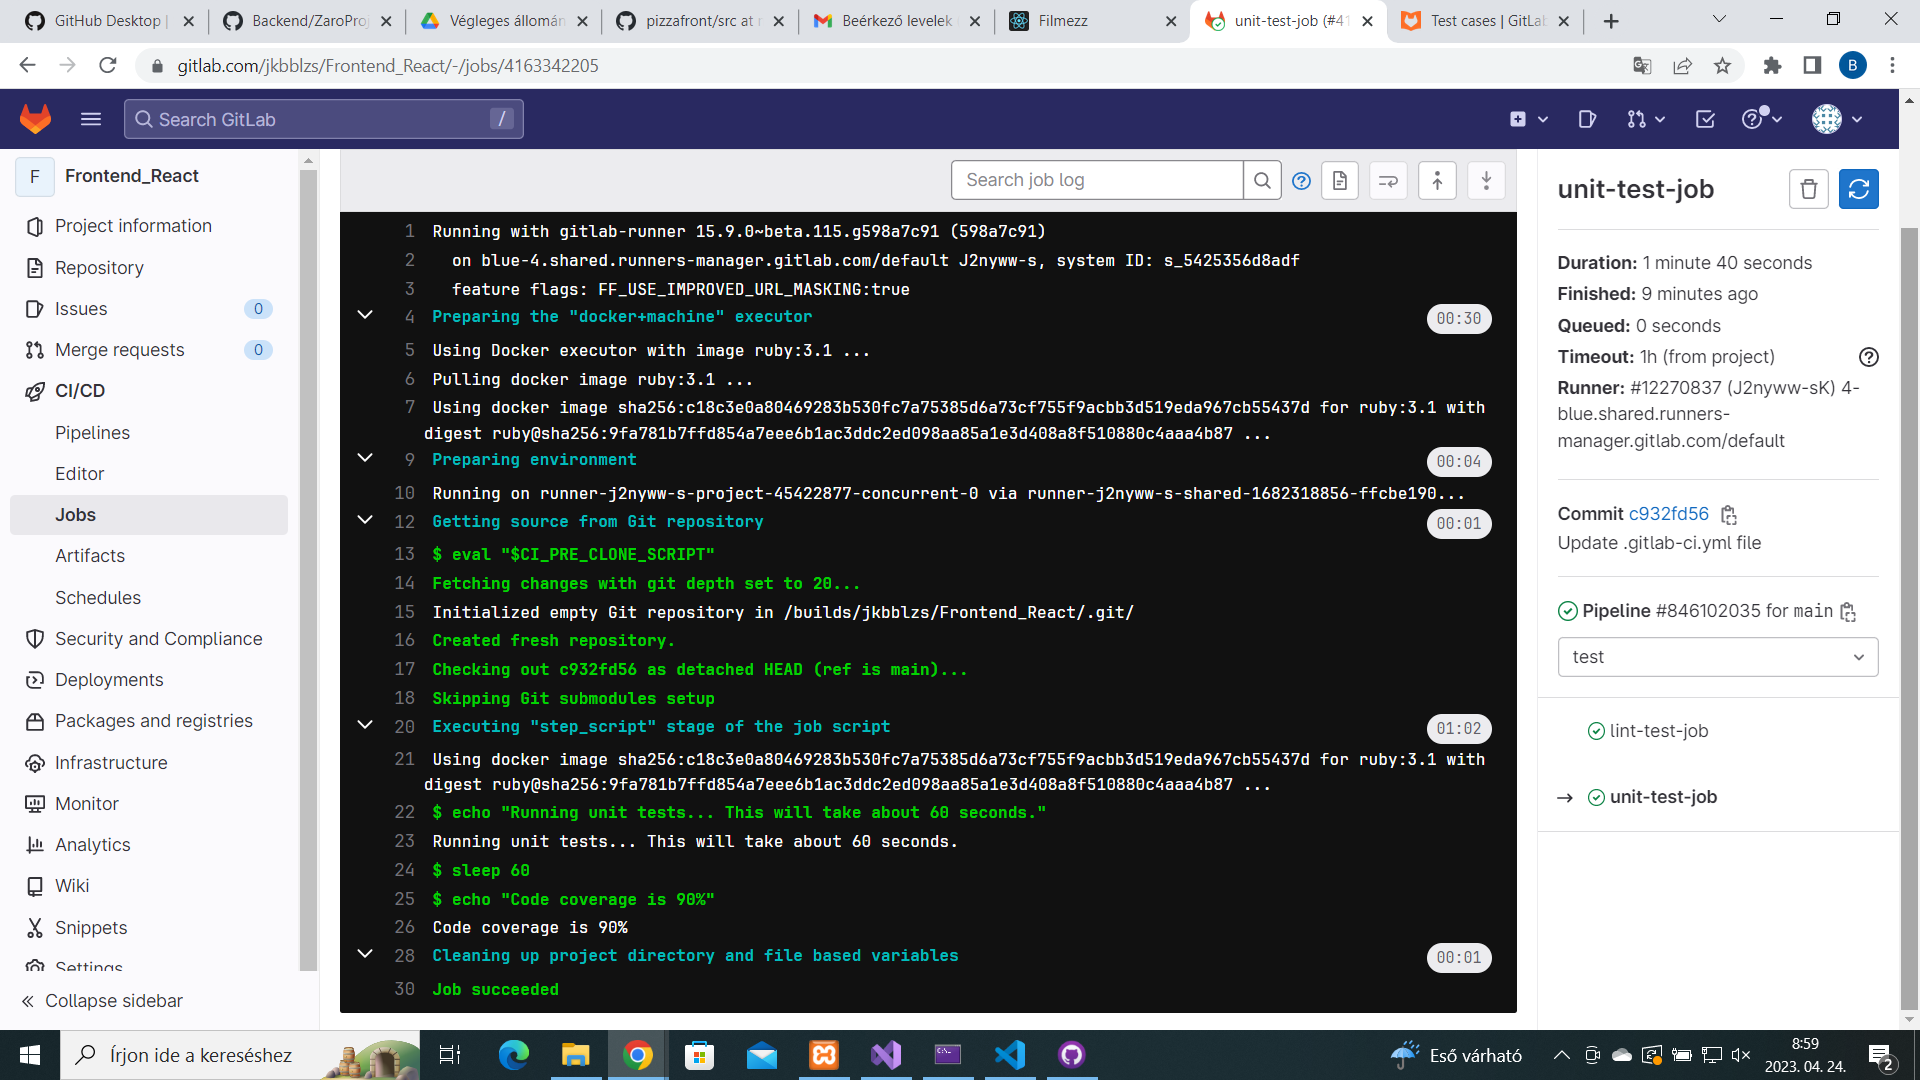 GitHub Desktop |
Backend/ZaroProj
Végleges állomán
pizzafront/src at
Beérkező levelek
Filmezz
unit-test-job (#41
Test cases | GitLab
gitlab.com/jkbblzs/Frontend_React/-/jobs/4163342205
B
Search GitLab
/
F
Frontend_React
Project information
Repository
Issues 0
Merge requests 0
CI/CD
Pipelines
Editor
Jobs
Artifacts
Schedules
Security and Compliance
Deployments
Packages and registries
Infrastructure
Monitor
Analytics
Wiki
Snippets
Settings
Collapse sidebar
Search job log
1 Running with gitlab-runner 15.9.0~beta.115.g598a7c91 (598a7c91)
2 on blue-4.shared.runners-manager.gitlab.com/default J2nyww-s, system ID: s_5425356d8adf
3 feature flags: FF_USE_IMPROVED_URL_MASKING:true
4 Preparing the "docker+machine" executor 00:30
5 Using Docker executor with image ruby:3.1 ...
6 Pulling docker image ruby:3.1 ...
7 Using docker image sha256:c18c3e0a80469283b530fc7a75385d6a73cf755f9acbb3d519eda967cb55437d for ruby:3.1 with
digest ruby@sha256:9fa781b7ffd854a7eee6b1ac3ddc2ed098aa85a1e3d408a8f510880c4aaa4b87 ...
9 Preparing environment 00:04
10 Running on runner-j2nyww-s-project-45422877-concurrent-0 via runner-j2nyww-s-shared-1682318856-ffcbe190...
12 Getting source from Git repository 00:01
13 $ eval "$CI_PRE_CLONE_SCRIPT"
14 Fetching changes with git depth set to 20...
15 Initialized empty Git repository in /builds/jkbblzs/Frontend_React/.git/
16 Created fresh repository.
17 Checking out c932fd56 as detached HEAD (ref is main)...
18 Skipping Git submodules setup
20 Executing "step_script" stage of the job script 01:02
21 Using docker image sha256:c18c3e0a80469283b530fc7a75385d6a73cf755f9acbb3d519eda967cb55437d for ruby:3.1 with
digest ruby@sha256:9fa781b7ffd854a7eee6b1ac3ddc2ed098aa85a1e3d408a8f510880c4aaa4b87 ...
22 $ echo "Running unit tests... This will take about 60 seconds."
23 Running unit tests... This will take about 60 seconds.
24 $ sleep 60
25 $ echo "Code coverage is 90%"
26 Code coverage is 90%
28 Cleaning up project directory and file based variables 00:01
30 Job succeeded
unit-test-job
Duration: 1 minute 40 seconds
Finished: 9 minutes ago
Queued: 0 seconds
Timeout: 1h (from project)
Runner: #12270837 (J2nyww-sK) 4-
blue.shared.runners-
manager.gitlab.com/default
Commit c932fd56
Update .gitlab-ci.yml file
Pipeline #846102035 for main
test
lint-test-job
unit-test-job
Írjon ide a kereséshez
Eső várható
8:59
2023. 04. 24.
2